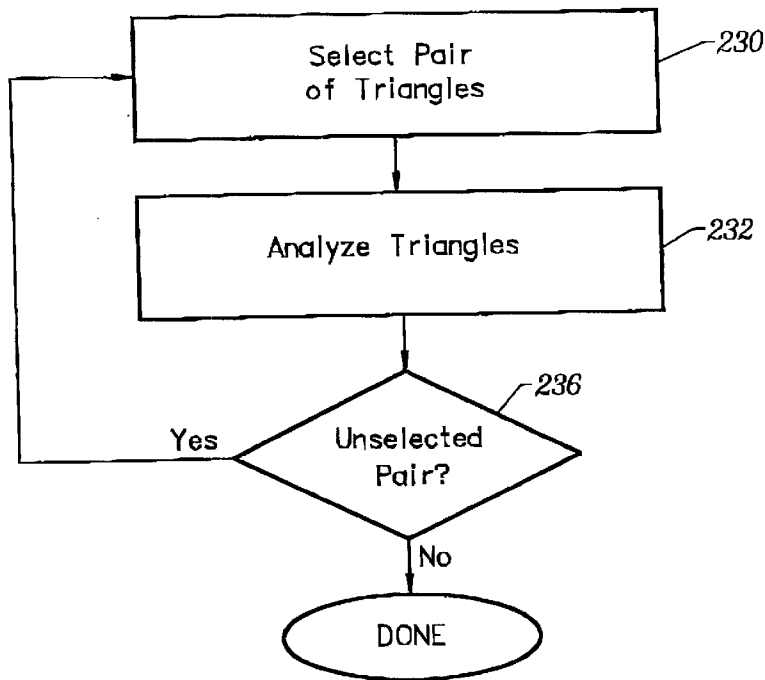 Select Pair
of Triangles
230
Analyze Triangles
232
236
Unselected
Pair?
Yes
No
DONE